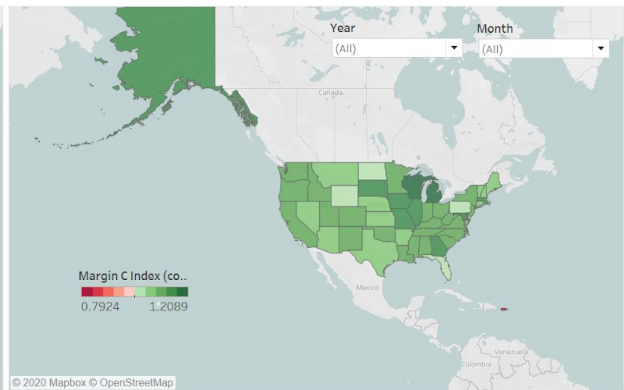 Year
Month
(All)
(All)
Canada
Margin C Index (co..
0.7924
1.2089
Mexico
Venezuela
Colombia
© 2020 Mapbox © OpenStreetMap